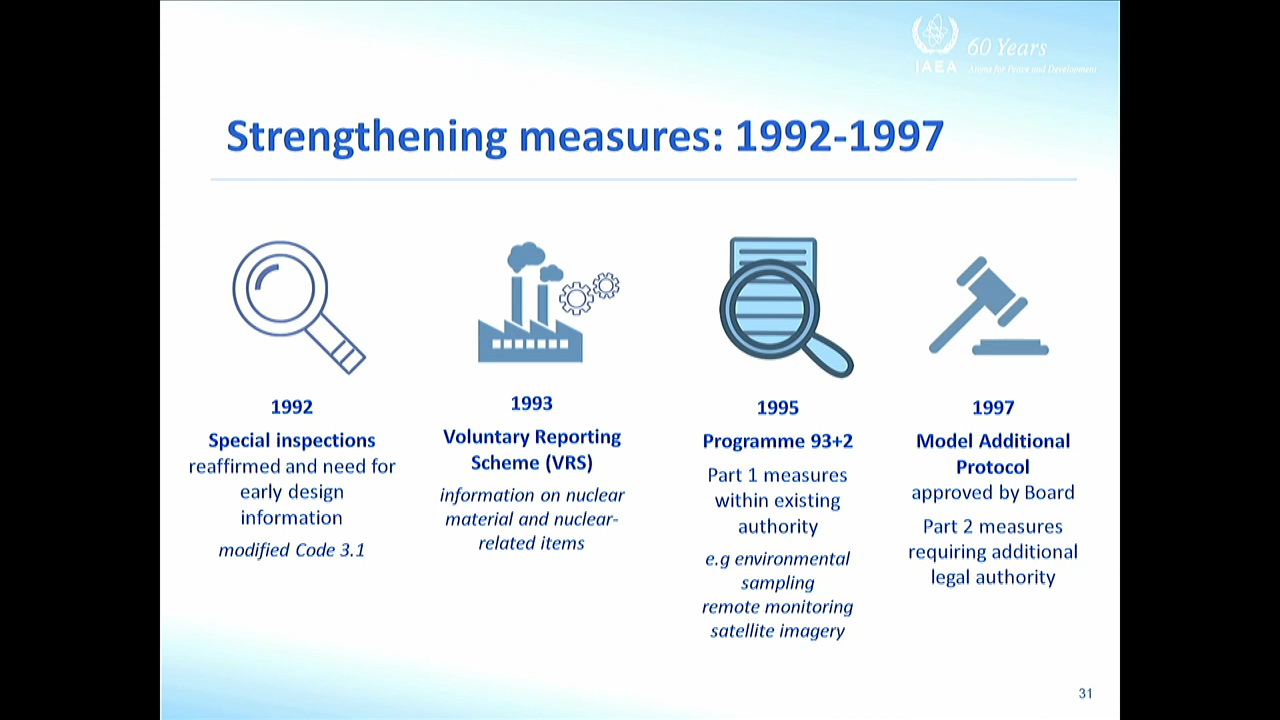 60 Years
IAEA
Atoms for Peace and Development
Strengthening measures: 1992-1997
1992
Special inspections
reaffirmed and need for
early design
information
modified Code 3.1
1993
Voluntary Reporting
Scheme (VRS)
information on nuclear
material and nuclear-
related items
1995
Programme 93+2
Part 1 measures
within existing
authority
e.g environmental
sampling
remote monitoring
satellite imagery
1997
Model Additional
Protocol
approved by Board
Part 2 measures
requiring additional
legal authority
31